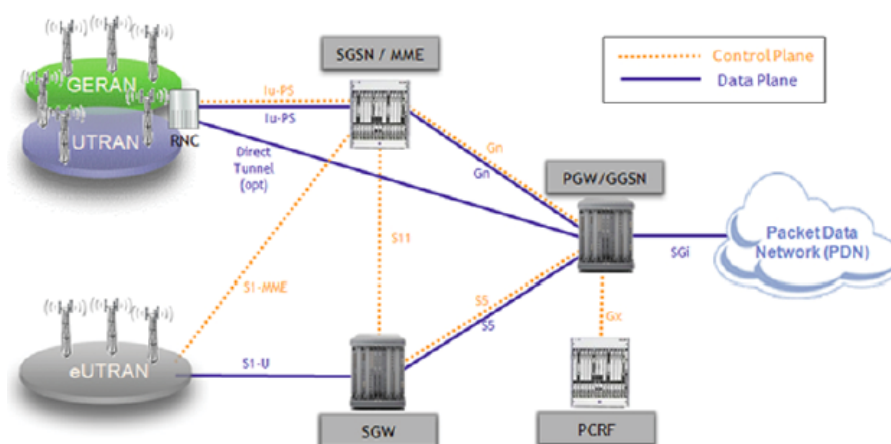 SGSN / MME
Control Plane
Data Plane
GERAN
UTRAN
RNC
Iu-PS
Iu-PS
Direct
Tunnel
(opt)
Gn
Gn
PGW/GGSN
Packet Data
Network (PDN)
SGi
S11
S1-MME
S5
S5
Gx
eUTRAN
S1-U
SGW
PCRF